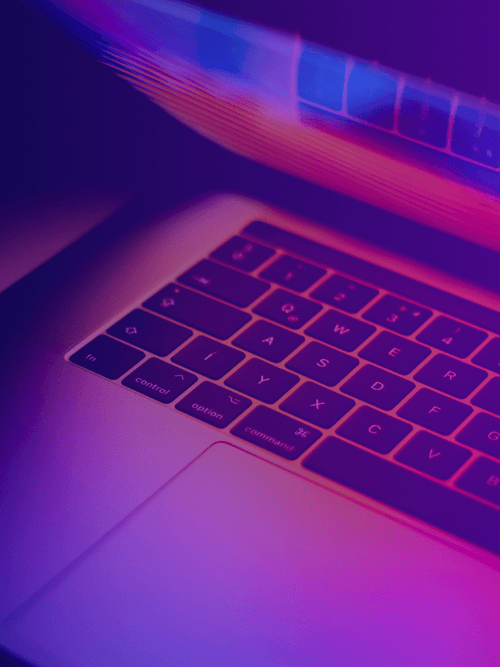 1 2 3 4
Q W E R
A S D F G
Í Y X C V B
fn control ⌃ option ⌥ command ⌘